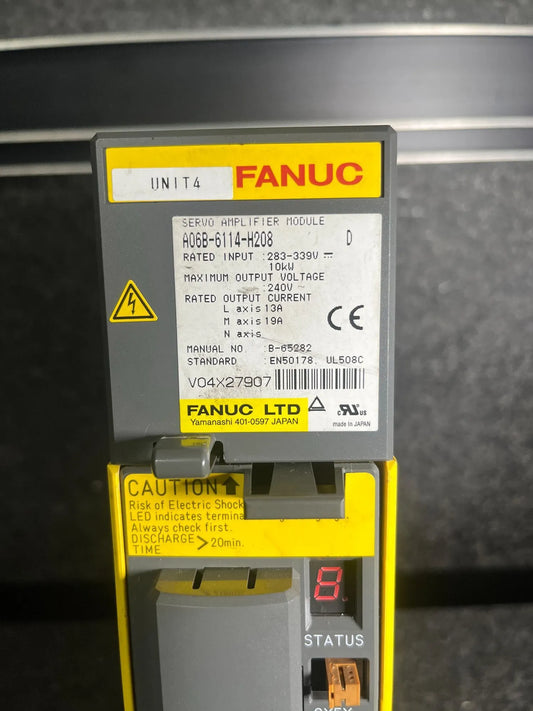 UNIT4 FANUC
SERVO AMPLIFIER MODULE
A06B-6114-H208 D
RATED INPUT :283-339V ⎓
10kW
MAXIMUM OUTPUT VOLTAGE
:240V ~
RATED OUTPUT CURRENT
L axis 13A
M axis 19A
N axis
CE
MANUAL NO :B-65282
STANDARD :EN50178. UL508C
V04X27907
FANUC LTD
Yamanashi 401-0597 JAPAN
c RU us
made in JAPAN
CAUTION
Risk of Electric Shock
LED indicates termina
Always check first.
DISCHARGE
TIME >20min.
8.
STATUS